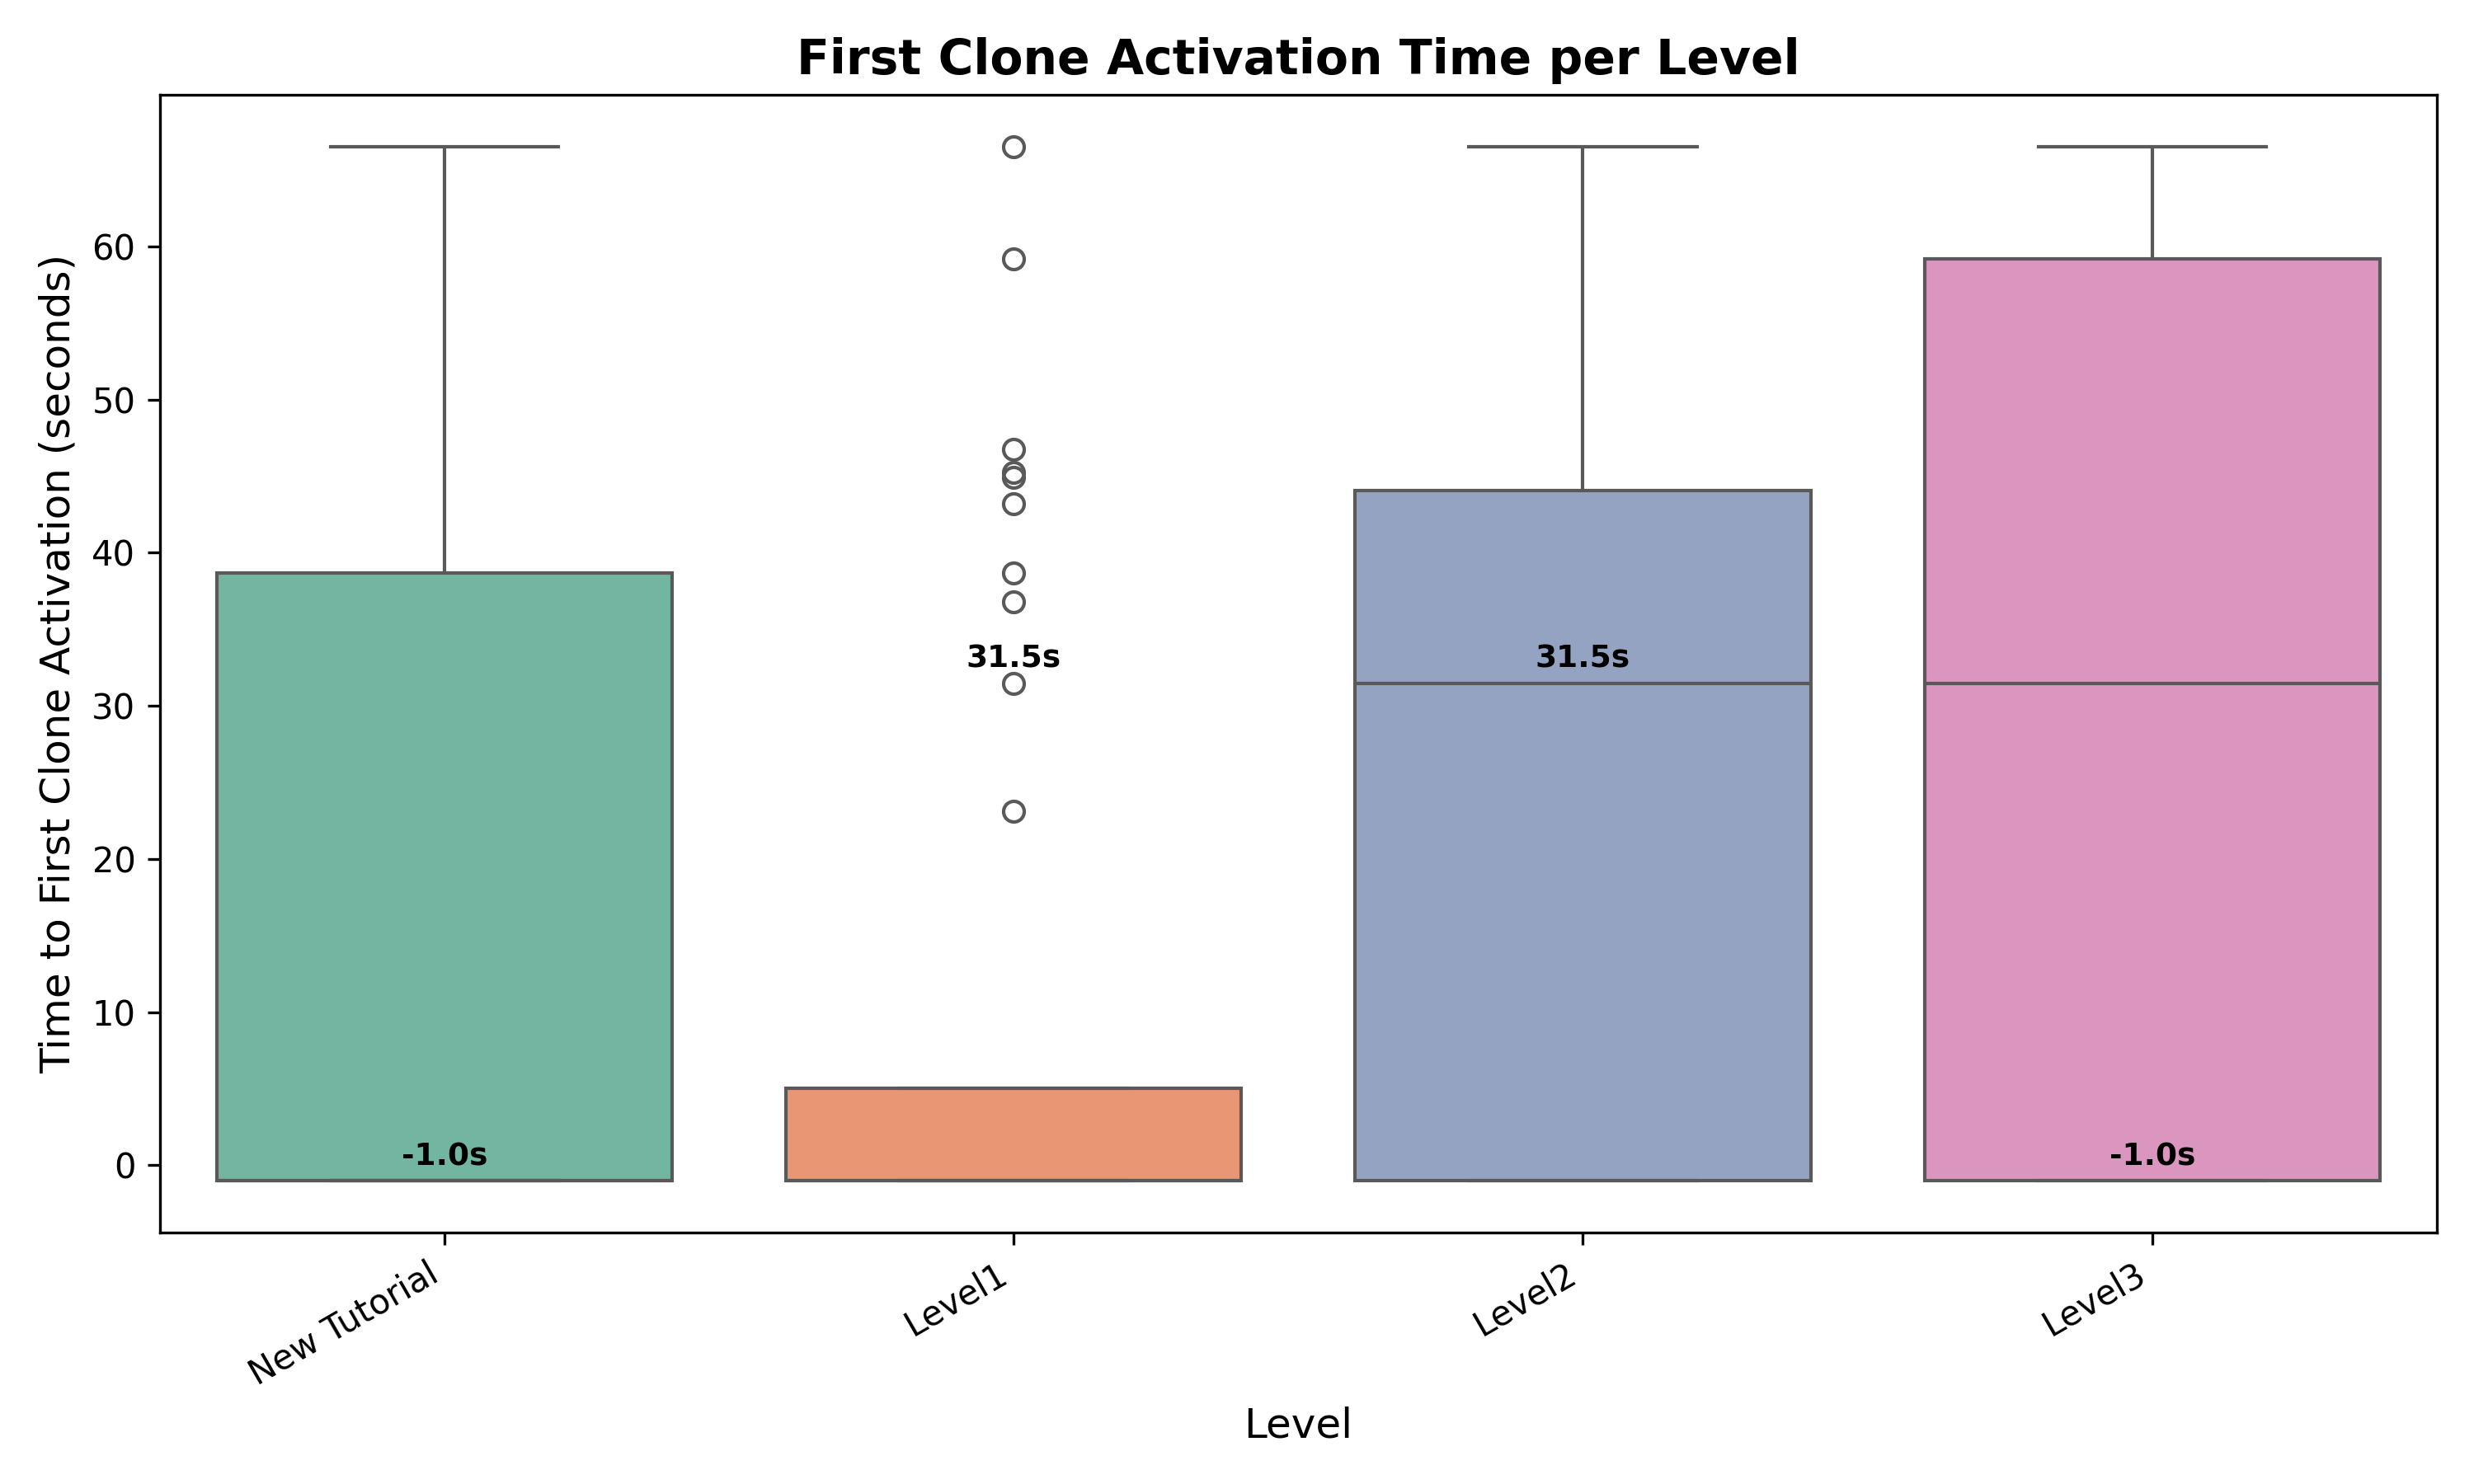 First Clone Activation Time per Level
Time to First Clone Activation (seconds)
60
50
40
30
20
10
0
31.5s
31.5s
-1.0s
-1.0s
New Tutorial
Level1
Level2
Level3
Level